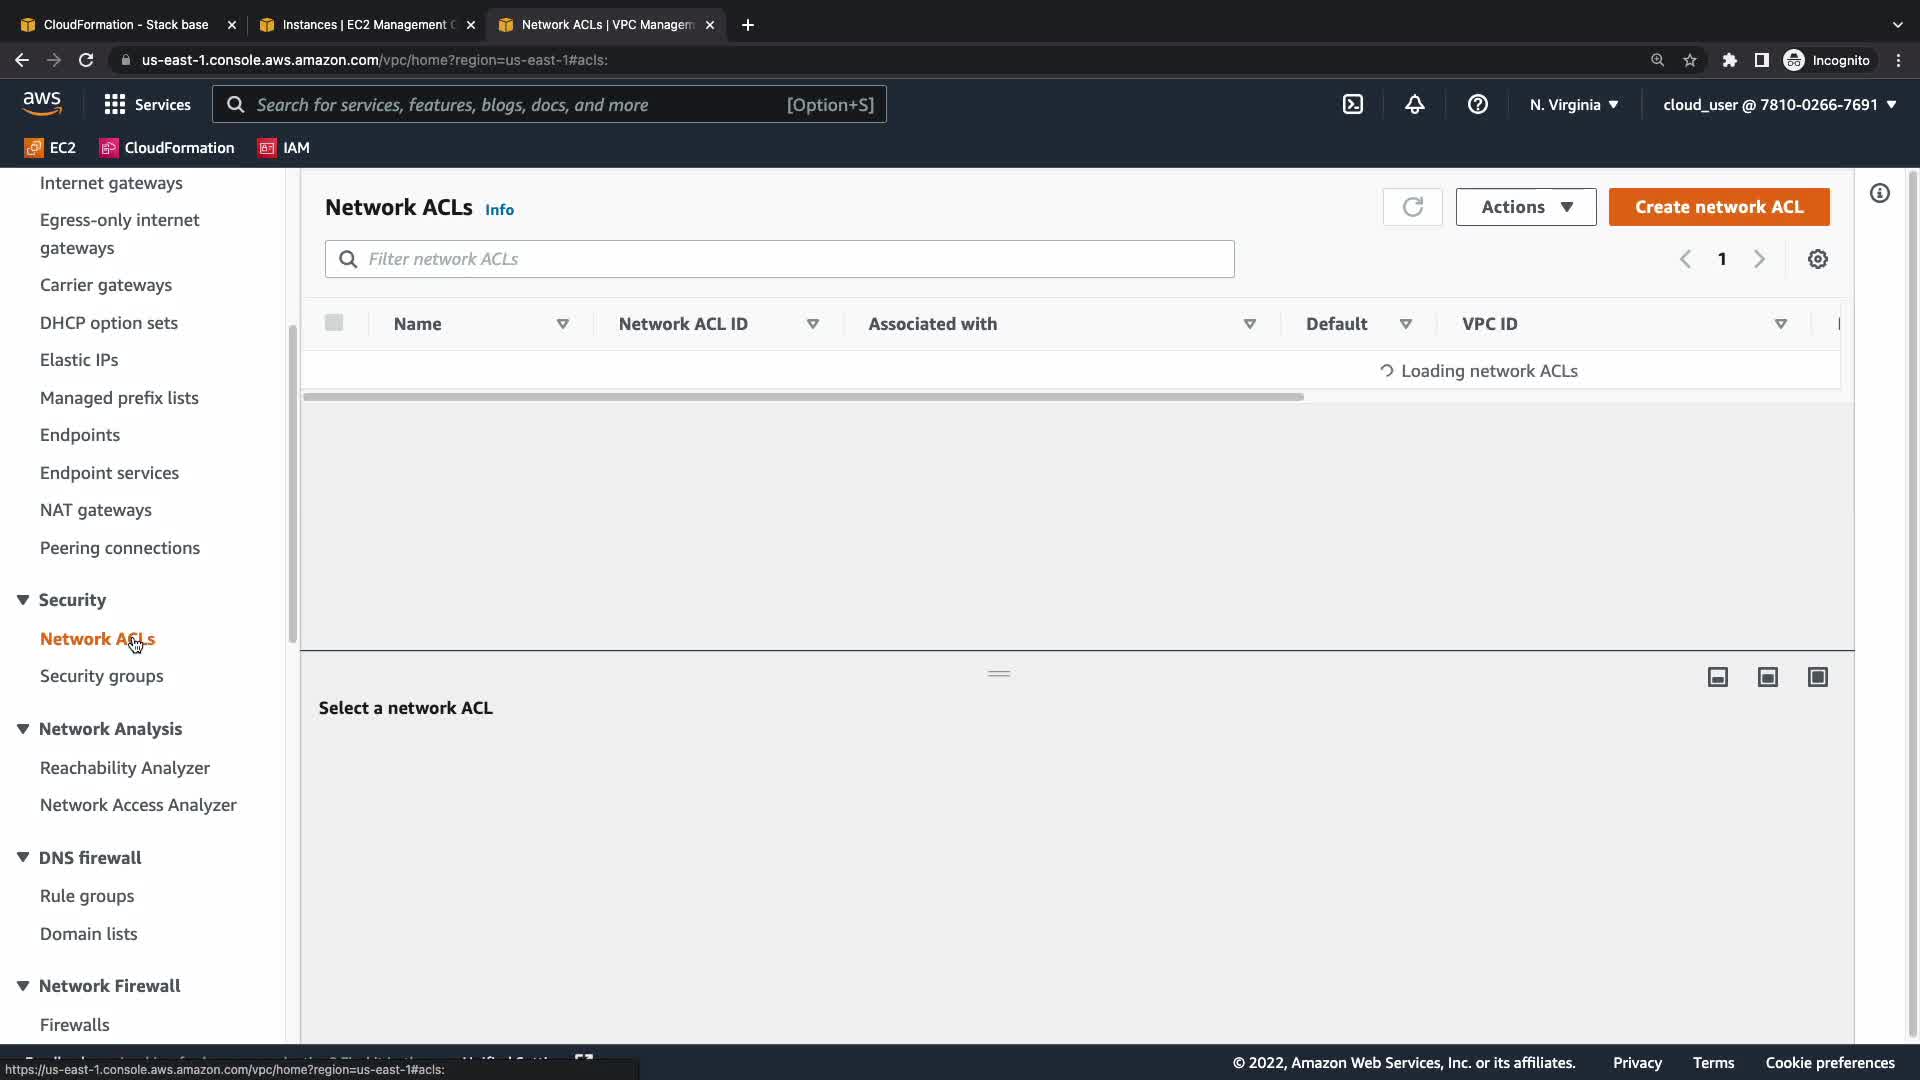 CloudFormation - Stack base
Instances | EC2 Management
Network ACLs | VPC Managem
us-east-1.console.aws.amazon.com/vpc/home?region=us-east-1#acls:
Incognito
aws
Services
Search for services, features, blogs, docs, and more
[Option+S]
N. Virginia
cloud_user @ 7810-0266-7691
EC2
CloudFormation
IAM
Internet gateways
Egress-only internet
gateways
Carrier gateways
DHCP option sets
Elastic IPs
Managed prefix lists
Endpoints
Endpoint services
NAT gateways
Peering connections
Security
Network ACLs
Security groups
Network Analysis
Reachability Analyzer
Network Access Analyzer
DNS firewall
Rule groups
Domain lists
Network Firewall
Firewalls
Network ACLs Info
Actions
Create network ACL
Filter network ACLs
1
Name
Network ACL ID
Associated with
Default
VPC ID
Loading network ACLs
Select a network ACL
https://us-east-1.console.aws.amazon.com/vpc/home?region=us-east-1#acls:
© 2022, Amazon Web Services, Inc. or its affiliates.
Privacy
Terms
Cookie preferences